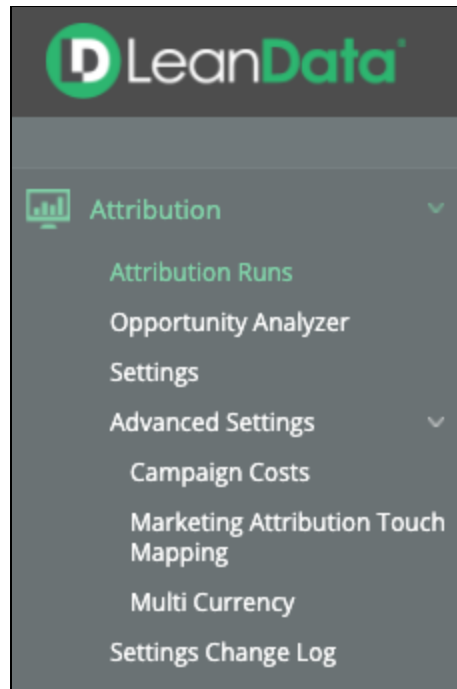 LeanData
Attribution
Attribution Runs
Opportunity Analyzer
Settings
Advanced Settings
Campaign Costs
Marketing Attribution Touch
Mapping
Multi Currency
Settings Change Log